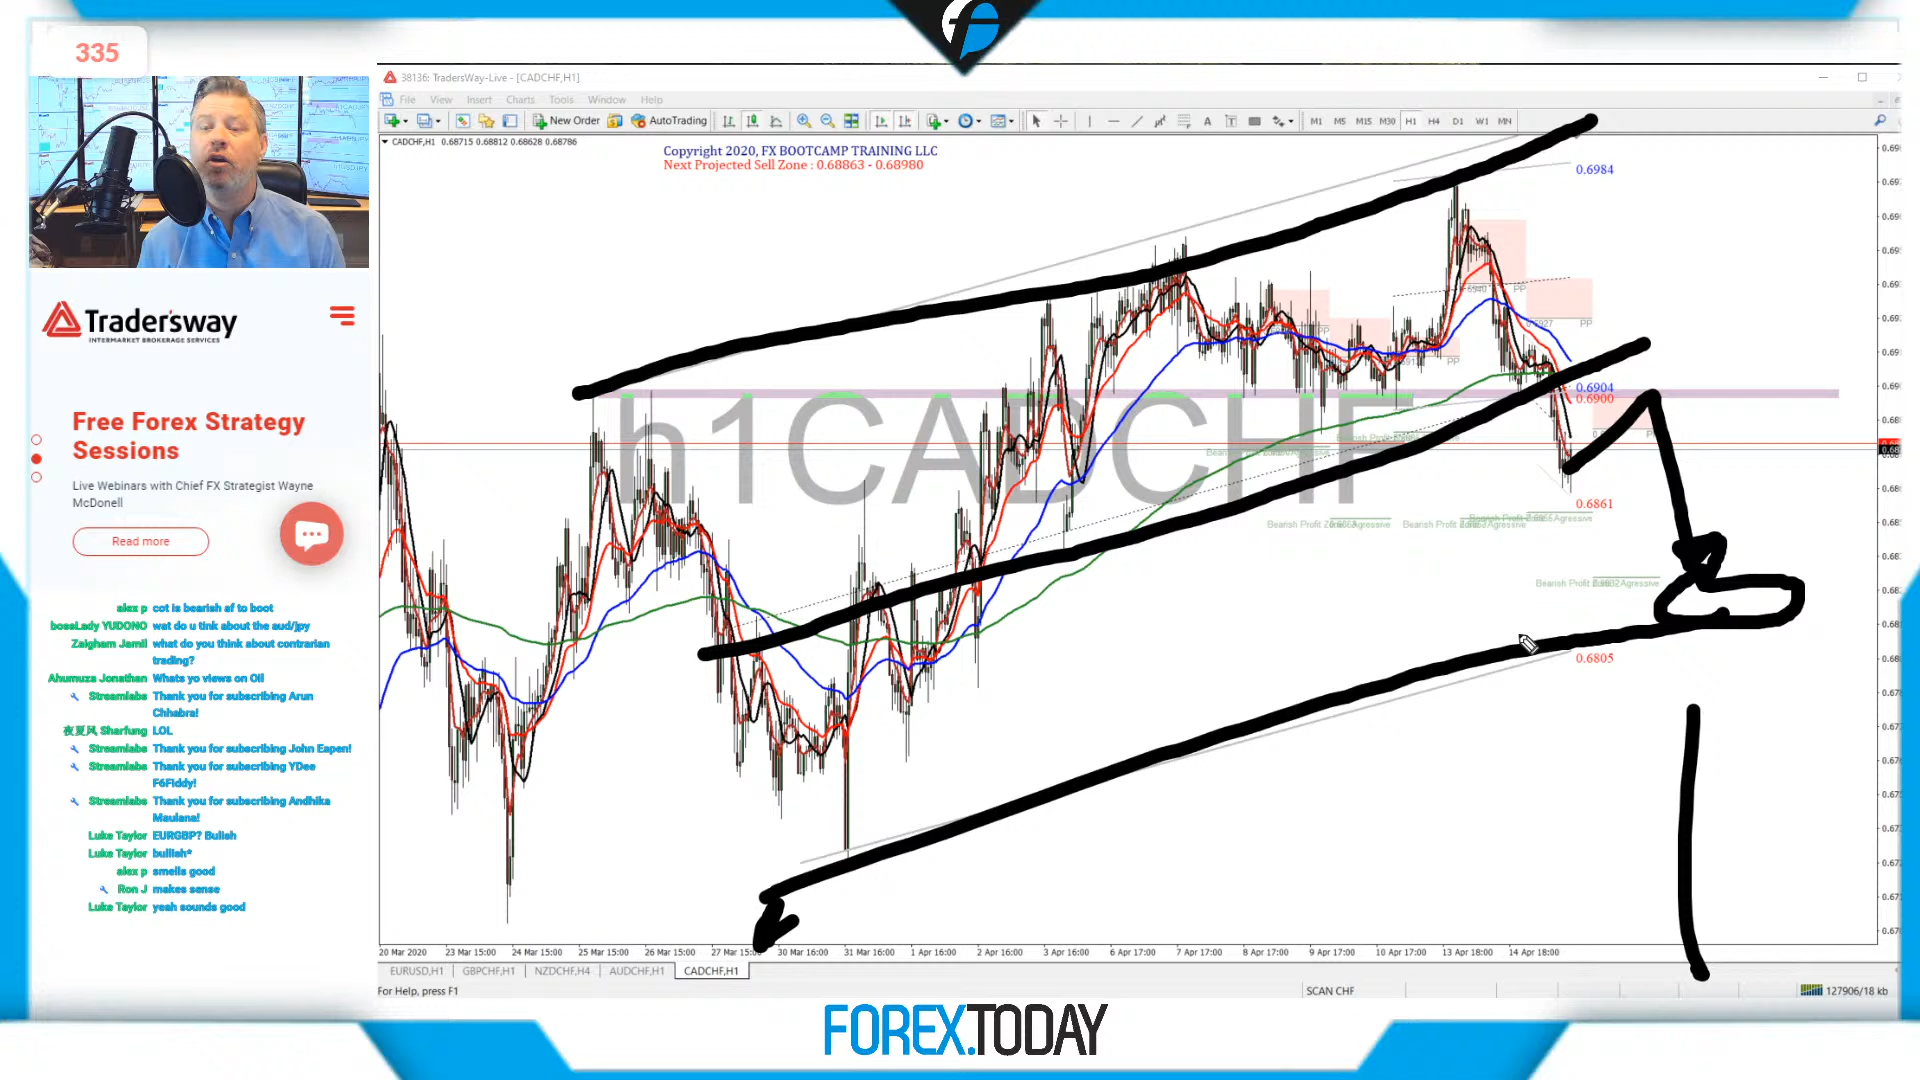 335
38136: TradersWay-Live - [CADCHF,H1]
File View Insert Charts Tools Window Help
New Order AutoTrading M1 M5 M15 M30 H1 H4 D1 W1 MN
CADCHF,H1 0.68715 0.68812 0.68628 0.68786
Copyright 2020, FX BOOTCAMP TRAINING LLC
Next Projected Sell Zone : 0.68863 - 0.68980
h1CADCHF
0.6984
PP
PP
PP
0.6904
0.6900
0.6861
0.6805
Tradersway
INTERMARKET BROKERAGE SERVICES
Free Forex Strategy
Sessions
Live Webinars with Chief FX Strategist Wayne
McDonell
Read more
alex p cot is bearish af to boot
bossLady YUDONO wat do u tink about the aud/jpy
Zaigham Jamil what do you think about contrarian
trading?
Ahumuza Jonathan Whats yo views on Oil
Streamlabs Thank you for subscribing Arun
Chhabra!
夜夏风 Sharfung LOL
Streamlabs Thank you for subscribing John Eapen!
Streamlabs Thank you for subscribing YDee
F6Fiddy!
Streamlabs Thank you for subscribing Andhika
Maulana!
Luke Taylor EURGBP? Bulish
Luke Taylor bullish*
alex p smells good
Ron J makes sense
Luke Taylor yeah sounds good
20 Mar 2020 23 Mar 15:00 24 Mar 15:00 25 Mar 15:00 26 Mar 15:00 27 Mar 15:00 30 Mar 16:00 31 Mar 16:00 1 Apr 16:00 2 Apr 16:00 3 Apr 16:00 6 Apr 17:00 7 Apr 17:00 8 Apr 17:00 9 Apr 17:00 10 Apr 17:00 13 Apr 18:00 14 Apr 18:00
EURUSD,H1 GBPCHF,H1 NZDCHF,H4 AUDCHF,H1 CADCHF,H1
For Help, press F1 SCAN CHF 127906/18 kb
FOREX.TODAY